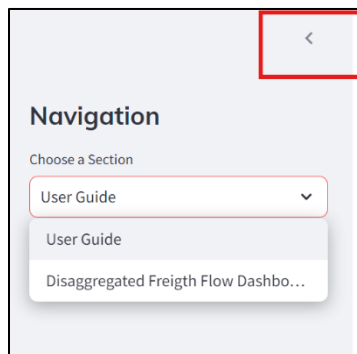 Navigation
Choose a Section
User Guide
User Guide
Disaggregated Freigth Flow Dashbo...